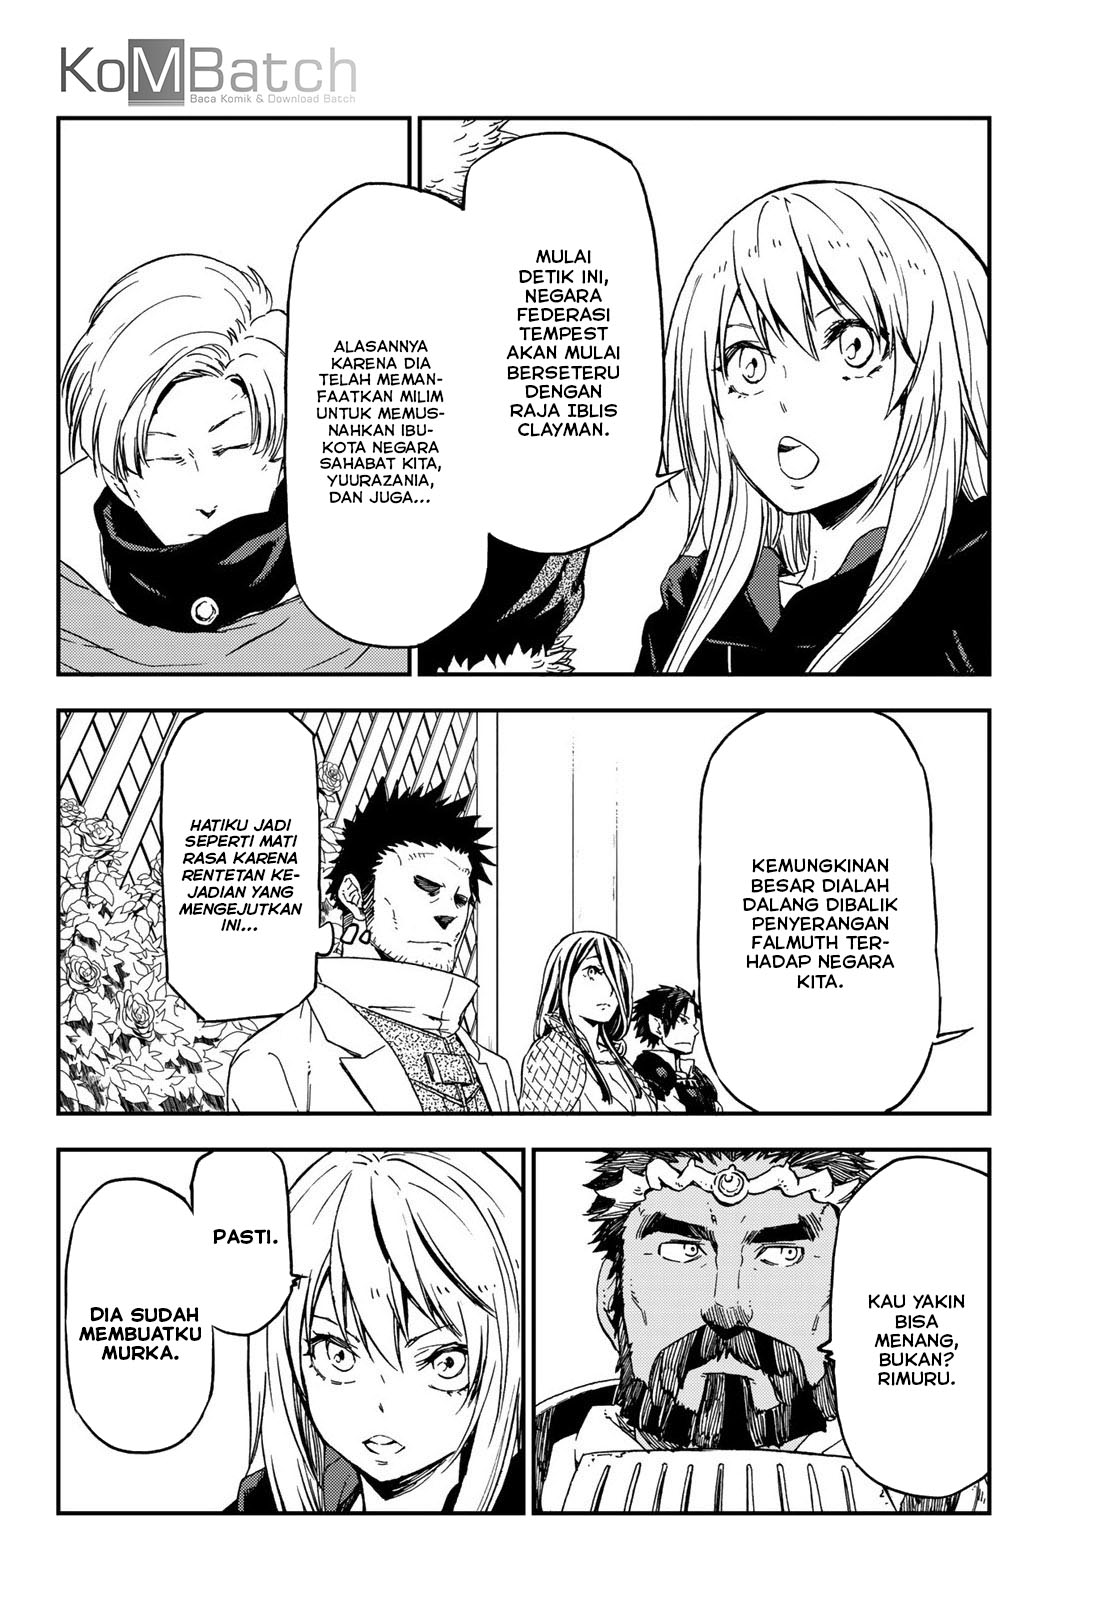 KoMBatch
Baca Komik & Download Batch
MULAI
DETIK INI,
NEGARA
FEDERASI
TEMPEST
AKAN MULAI
BERSETERU
DENGAN
RAJA IBLIS
CLAYMAN.
ALASANNYA
KARENA DIA
TELAH MEMAN-
FAATKAN MILIM
UNTUK MEMUS-
NAHKAN IBU-
KOTA NEGARA
SAHABAT KITA,
YUURAZANIA,
DAN JUGA...
KEMUNGKINAN
BESAR DIALAH
DALANG DIBALIK
PENYERANGAN
FALMUTH TER-
HADAP NEGARA
KITA.
HATIKU JADI
SEPERTI MATI
RASA KARENA
RENTETAN KE-
JADIAN YANG
MENGEJUTKAN
INI...
KAU YAKIN
BISA
MENANG,
BUKAN?
RIMURU.
PASTI.
DIA SUDAH
MEMBUATKU
MURKA.